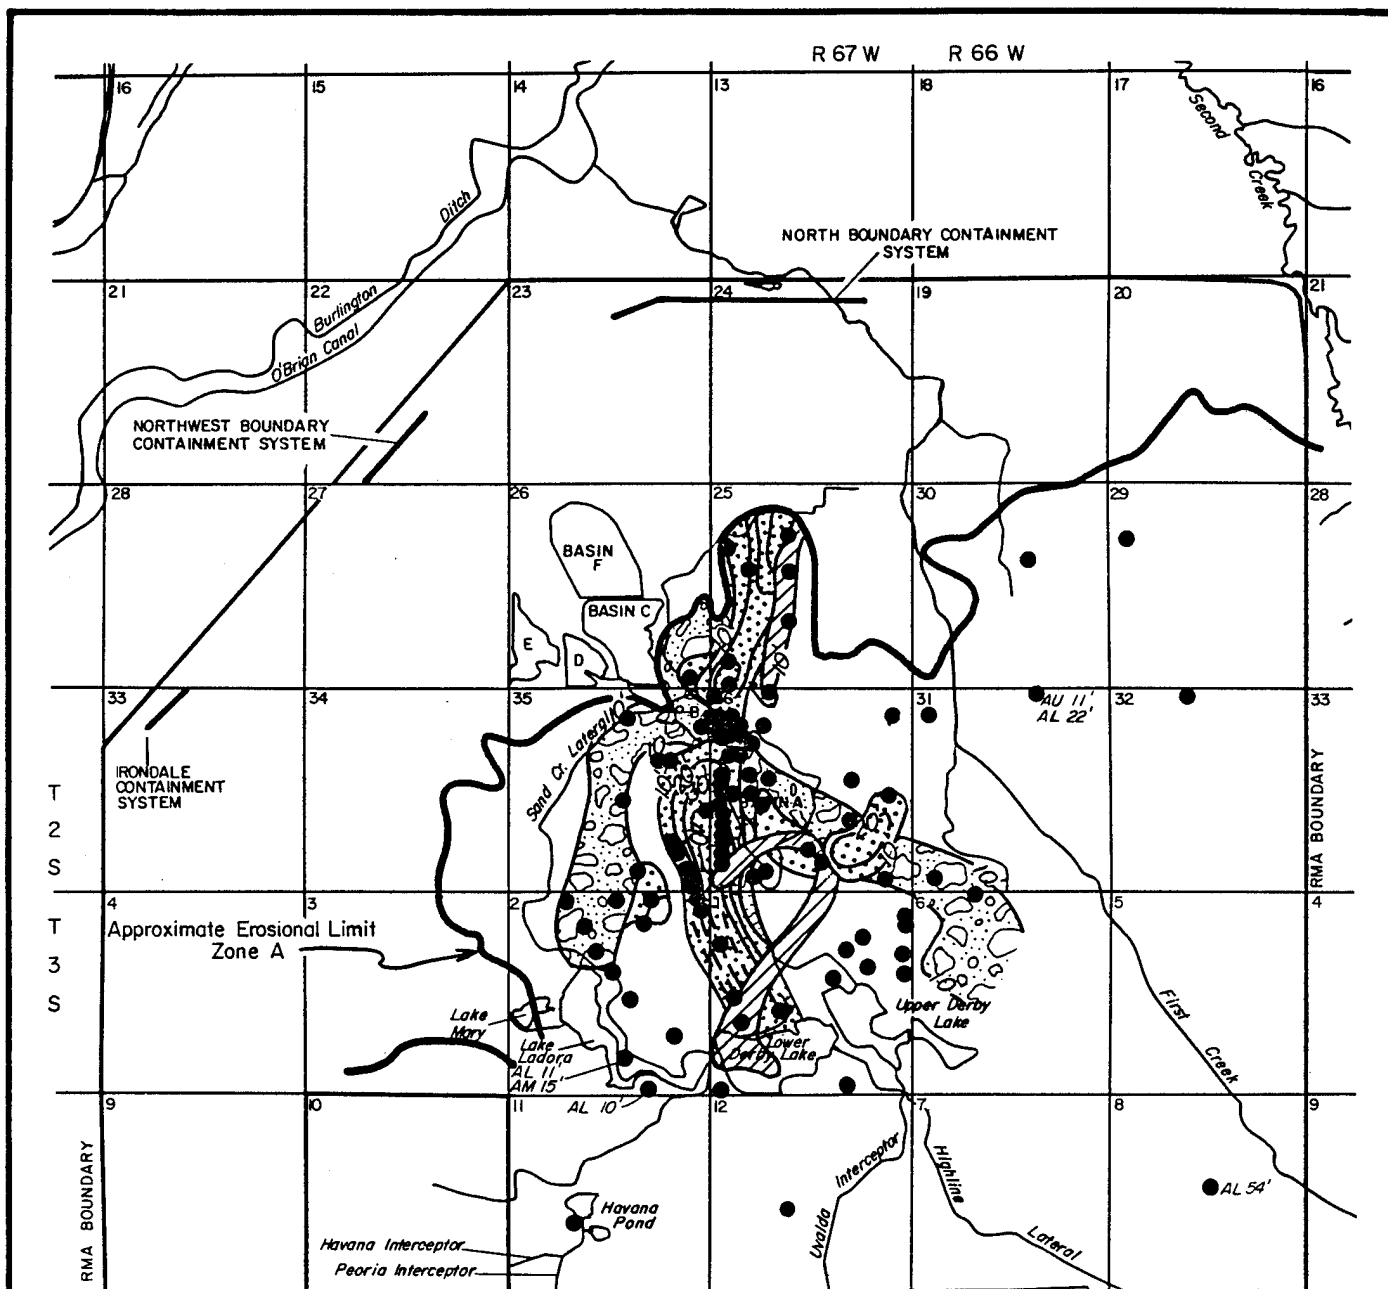 R 67 W R 66 W
16 15 14 13 18 17 16
Second
Creek
Ditch
NORTH BOUNDARY CONTAINMENT
SYSTEM
21 22 23 24 19 20 21
Burlington
O'Brian Canal
NORTHWEST BOUNDARY
CONTAINMENT SYSTEM
28 27 26 25 30 29 28
BASIN
F
BASIN C
E
D
33 34 35 31 32 33
AU 11'
AL 22'
B
Sand Cr. Lateral
IRONDALE
CONTAINMENT
SYSTEM
RMA BOUNDARY
T
2
S
10
10
10
NA
4 3 2 6 5 4
T
3
S
Approximate Erosional Limit
Zone A
Lake
Mary
Lake
Ladora
AL 11'
AM 15'
Lower
Derby Lake
Upper Derby
Lake
First
Creek
AL 10'
9 10 11 12 7 8 9
RMA BOUNDARY
Interceptor
Uvalda
Highline
Lateral
AL 54'
Havana
Pond
Havana Interceptor
Peoria Interceptor